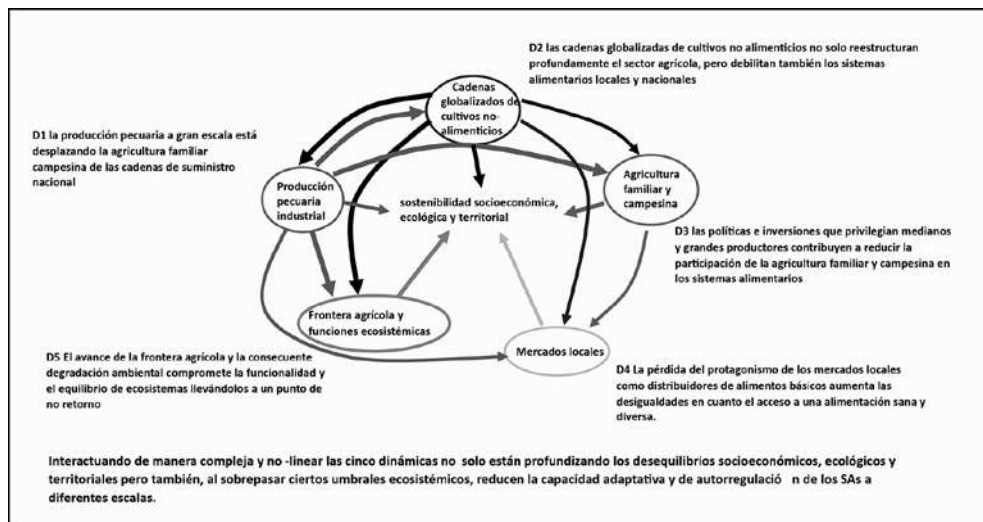 D2 las cadenas globalizadas de cultivos no alimenticios no solo reestructuran
profundamente el sector agrícola, pero debilitan también los sistemas
alimentarios locales y nacionales
Cadenas
globalizados de
cultivos no-
alimenticios
D1 la producción pecuaria a gran escala está
desplazando la agricultura familiar
campesina de las cadenas de suministro
nacional
Producción
pecuaria
industrial
Agricultura
familiar y
campesina
sostenibilidad socioeconómica,
ecológica y territorial
D3 las políticas e inversiones que privilegian medianos
y grandes productores contribuyen a reducir la
participación de la agricultura familiar y campesina en
los sistemas alimentarios
Frontera agrícola y
funciones ecosistémicas
Mercados locales
D5 El avance de la frontera agrícola y la consecuente
degradación ambiental compromete la funcionalidad y
el equilibrio de ecosistemas llevándolos a un punto de
no retorno
D4 La pérdida del protagonismo de los mercados locales
como distribuidores de alimentos básicos aumenta las
desigualdades en cuanto el acceso a una alimentación sana y
diversa.
Interactuando de manera compleja y no -linear las cinco dinámicas no solo están profundizando los desequilibrios socioeconómicos, ecológicos y
territoriales pero también, al sobrepasar ciertos umbrales ecosistémicos, reducen la capacidad adaptativa y de autorregulació n de los SAs a
diferentes escalas.